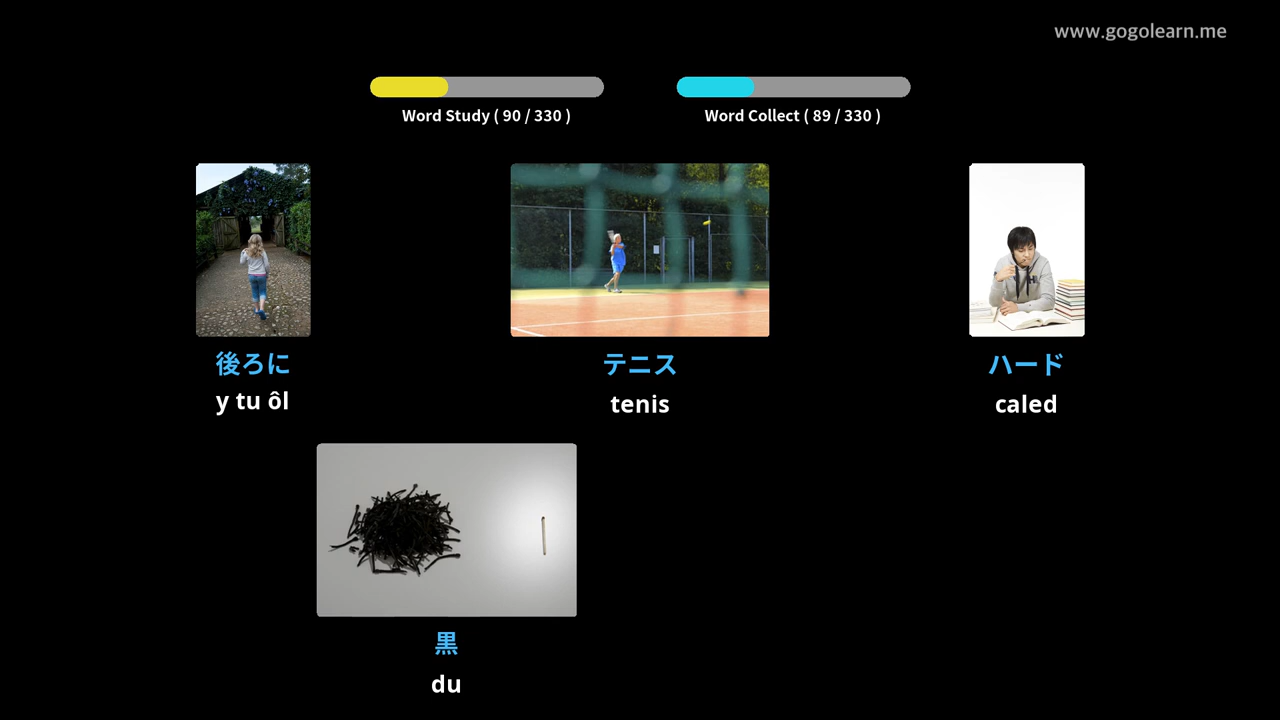 www.gogolearn.me
Word Study ( 90 / 330 )
Word Collect ( 89 / 330 )
後ろに
y tu ôl
テニス
tenis
ハード
caled
黒
du